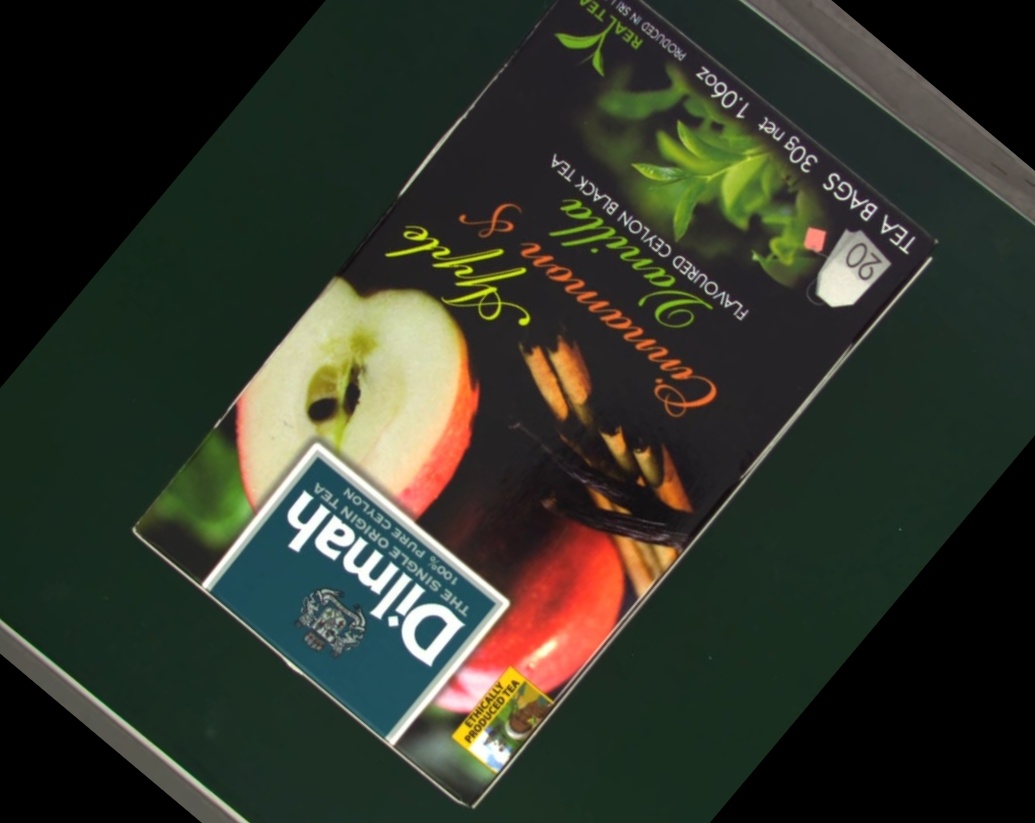 Dilmah
THE SINGLE ORIGIN TEA
100% PURE CEYLON
ETHICALLY
PRODUCED TEA
Apple
Cinnamon &
Vanilla
FLAVOURED CEYLON BLACK TEA
20
TEA BAGS 30g net 1.06oz
REAL TEA
PRODUCED IN SRI